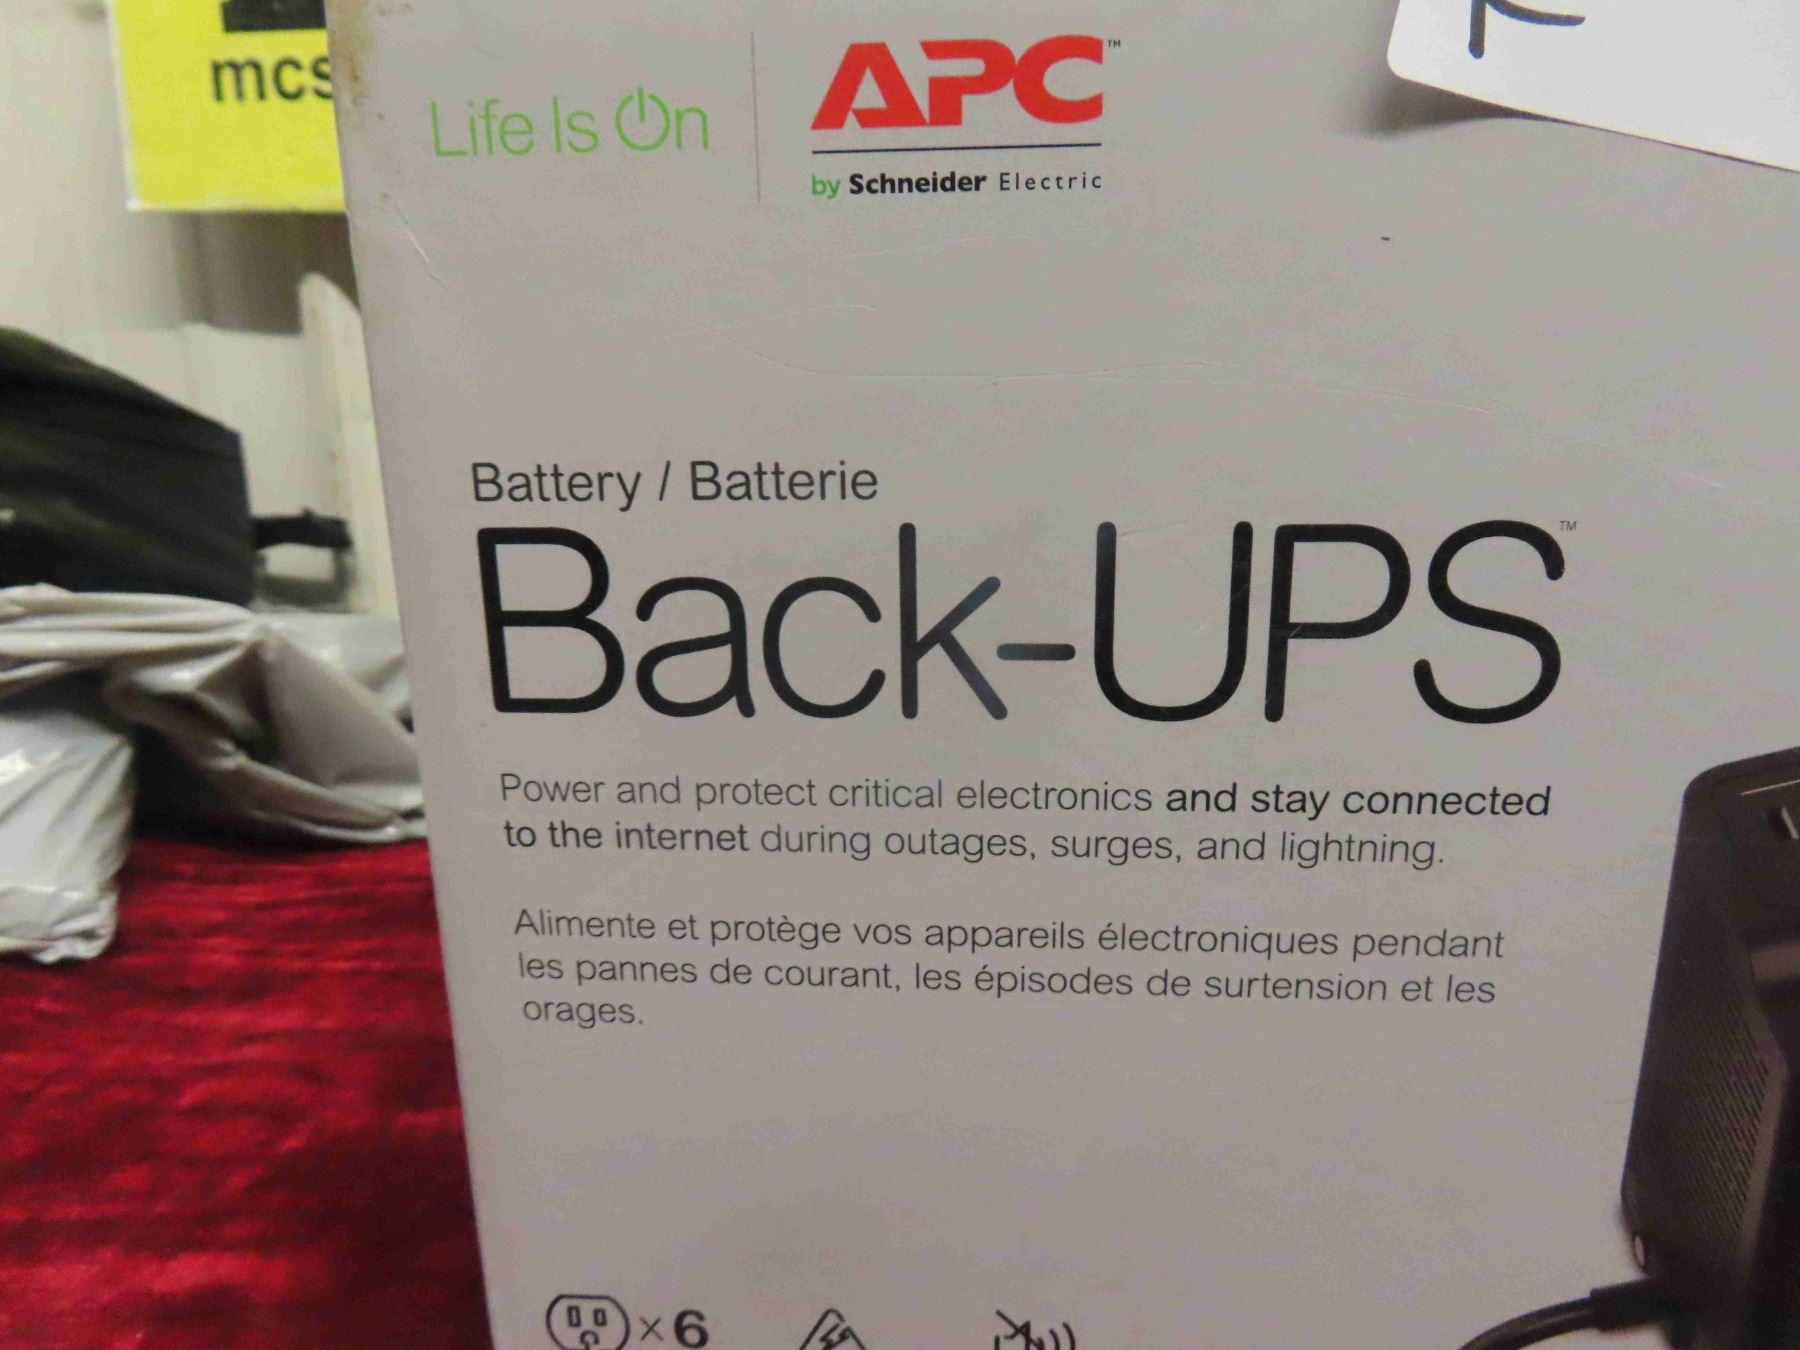 mcs
Life Is On
APC™
by Schneider Electric
Battery / Batterie
Back-UPS™
Power and protect critical electronics and stay connected
to the internet during outages, surges, and lightning.
Alimente et protège vos appareils électroniques pendant
les pannes de courant, les épisodes de surtension et les
orages.
× 6